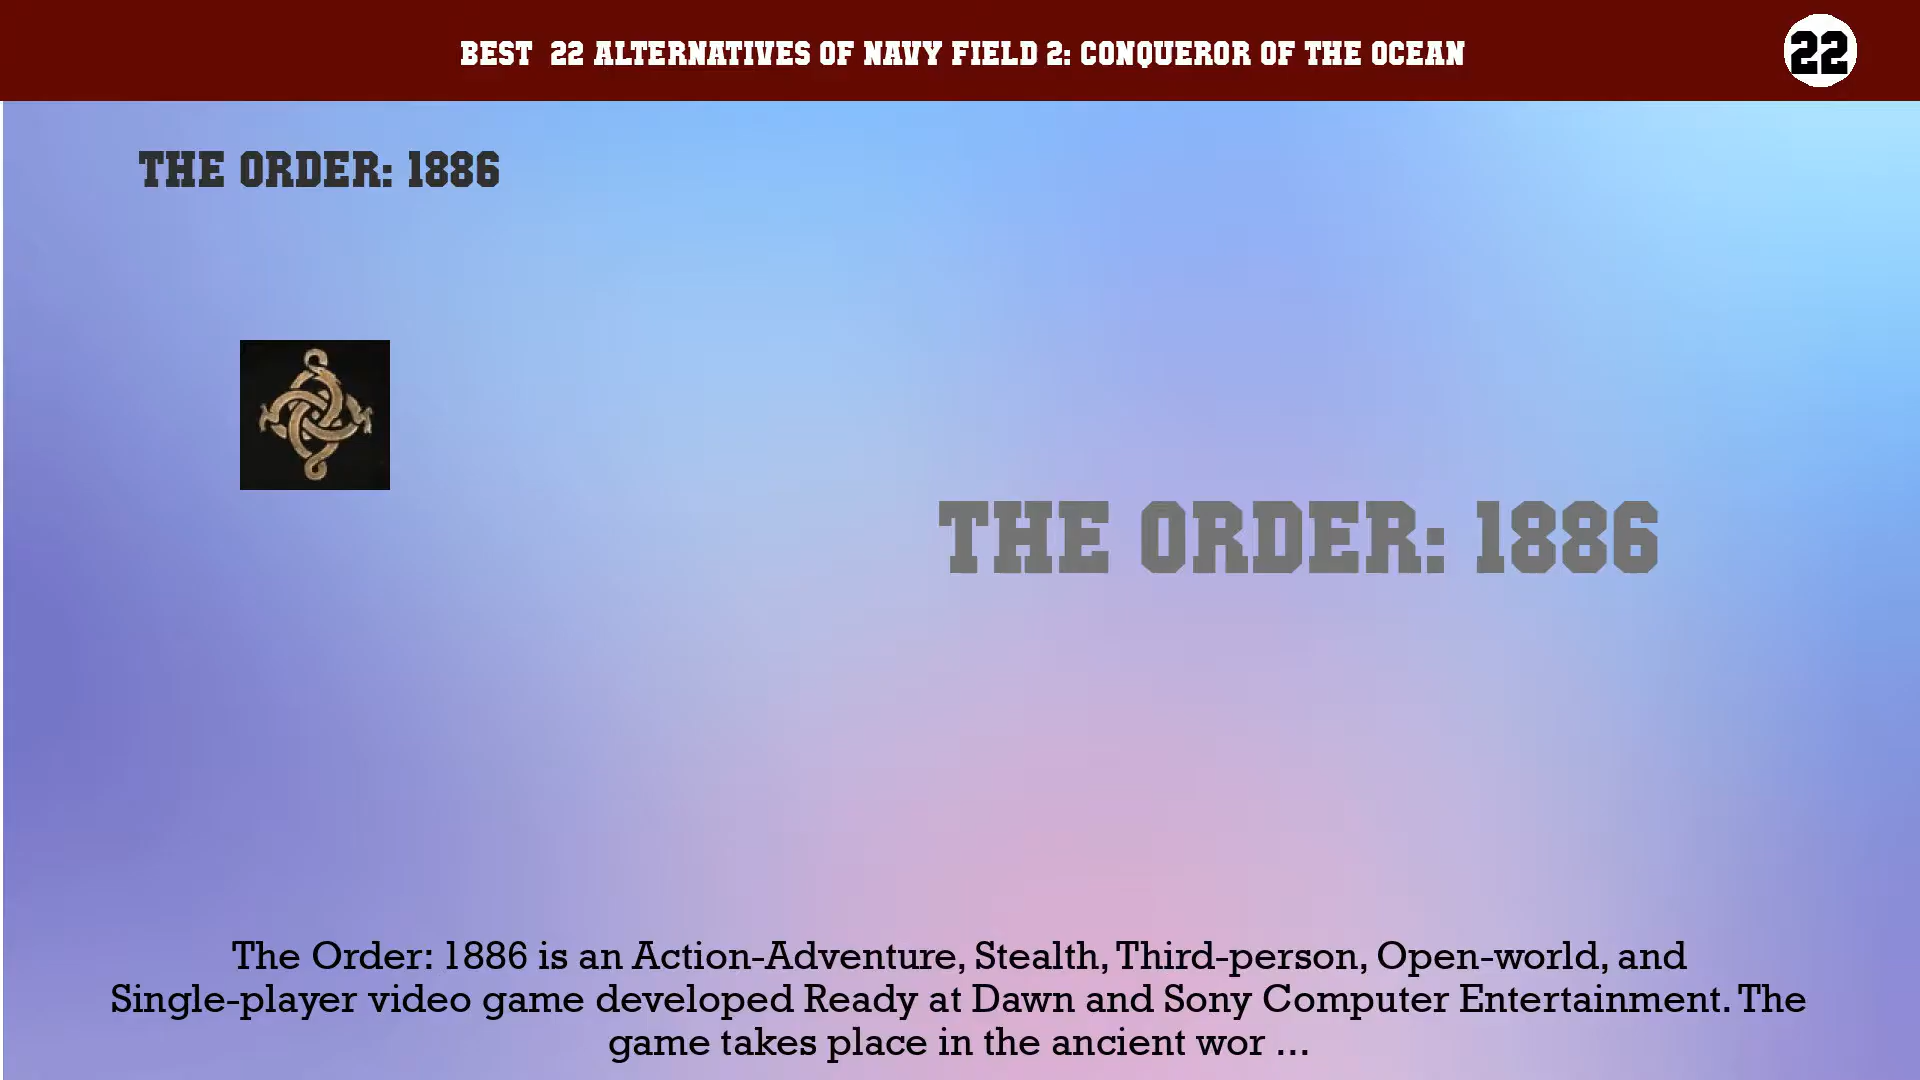 BEST 22 ALTERNATIVES OF NAVY FIELD 2: CONQUEROR OF THE OCEAN
22
THE ORDER: 1886
THE ORDER: 1886
The Order: 1886 is an Action-Adventure, Stealth, Third-person, Open-world, and
Single-player video game developed Ready at Dawn and Sony Computer Entertainment. The
game takes place in the ancient wor ...